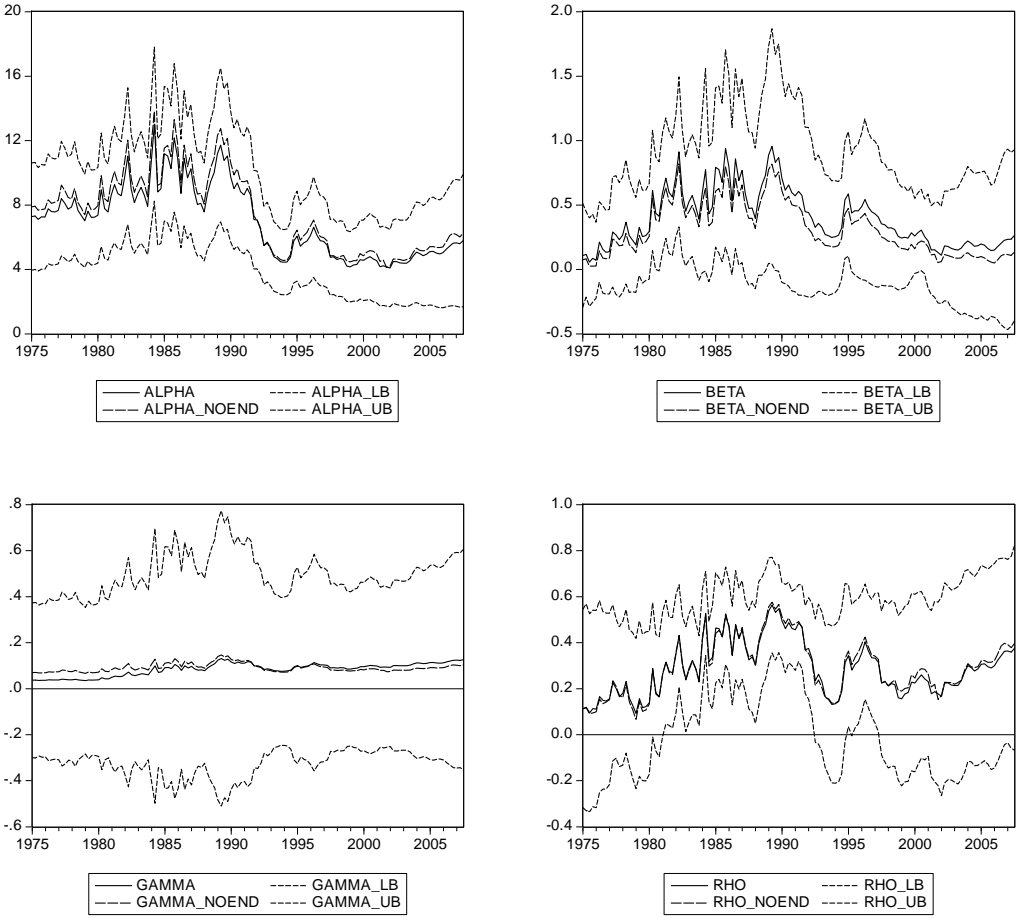 20
16
12
8
4
0
1975 1980 1985 1990 1995 2000 2005
ALPHA ALPHA_LB
ALPHA_NOEND ALPHA_UB
2.0
1.5
1.0
0.5
0.0
-0.5
1975 1980 1985 1990 1995 2000 2005
BETA BETA_LB
BETA_NOEND BETA_UB
.8
.6
.4
.2
.0
-.2
-.4
-.6
1975 1980 1985 1990 1995 2000 2005
GAMMA GAMMA_LB
GAMMA_NOEND GAMMA_UB
1.0
0.8
0.6
0.4
0.2
0.0
-0.2
-0.4
1975 1980 1985 1990 1995 2000 2005
RHO RHO_LB
RHO_NOEND RHO_UB